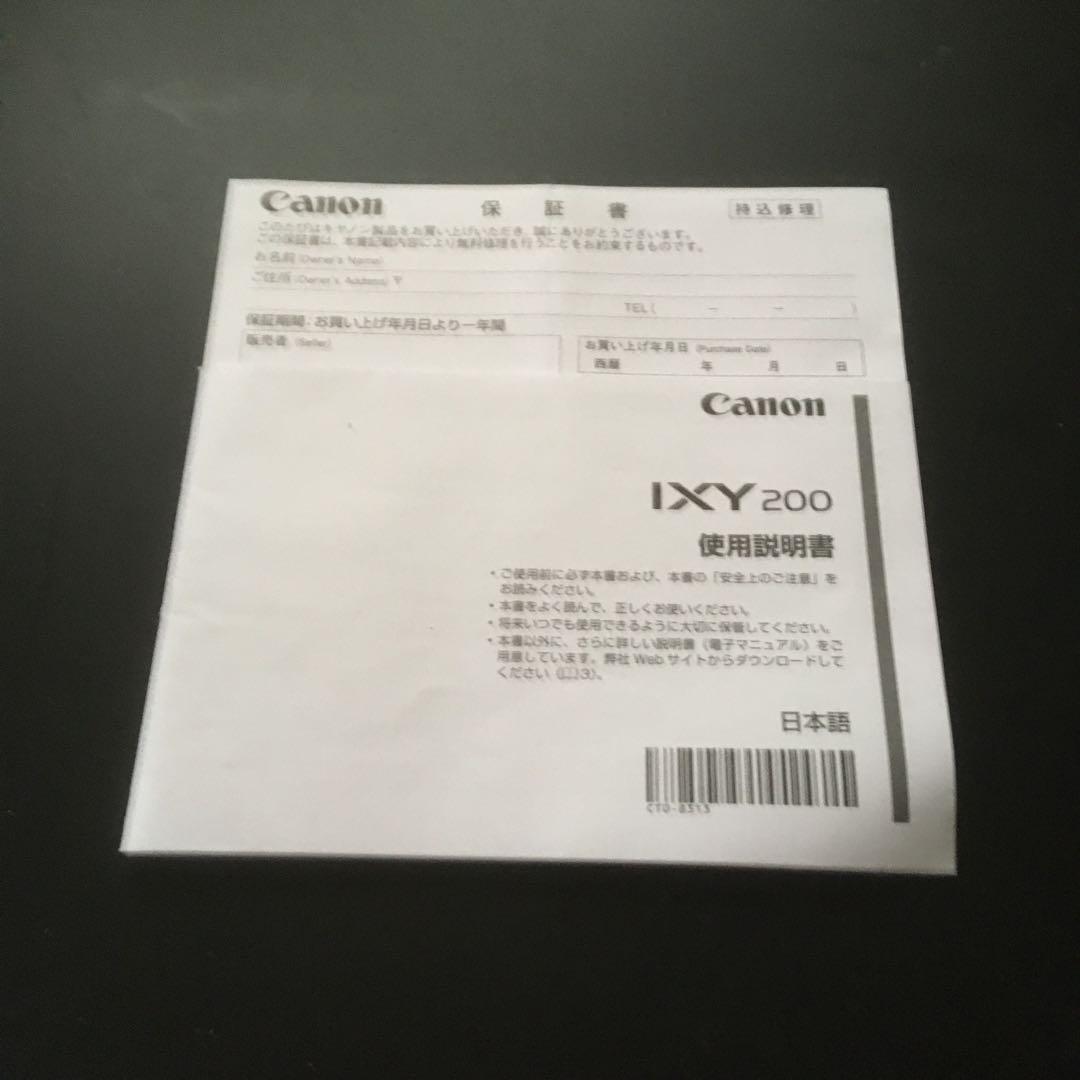 Canon 保証書 持込修理
このたびはキヤノン製品をお買い上げいただき、誠にありがとうございます。
この保証書は、本書記載内容により無料修理を行うことをお約束するものです。
お名前 (Owner's Name)
ご住所 (Owner's Address) 〒
TEL ( － － )
保証期間：お買い上げ年月日より一年間
販売者 (Seller)
お買い上げ年月日 (Purchase Date)
西暦 年 月 日
Canon
IXY 200
使用説明書
・ご使用前に必ず本書および、本書の「安全上のご注意」を
お読みください。
・本書をよく読んで、正しくお使いください。
・将来いつでも使用できるように大切に保管してください。
・本書以外に、さらに詳しい説明書（電子マニュアル）をご
用意しています。弊社 Web サイトからダウンロードして
ください（📖3）。
日本語
CT0-8313